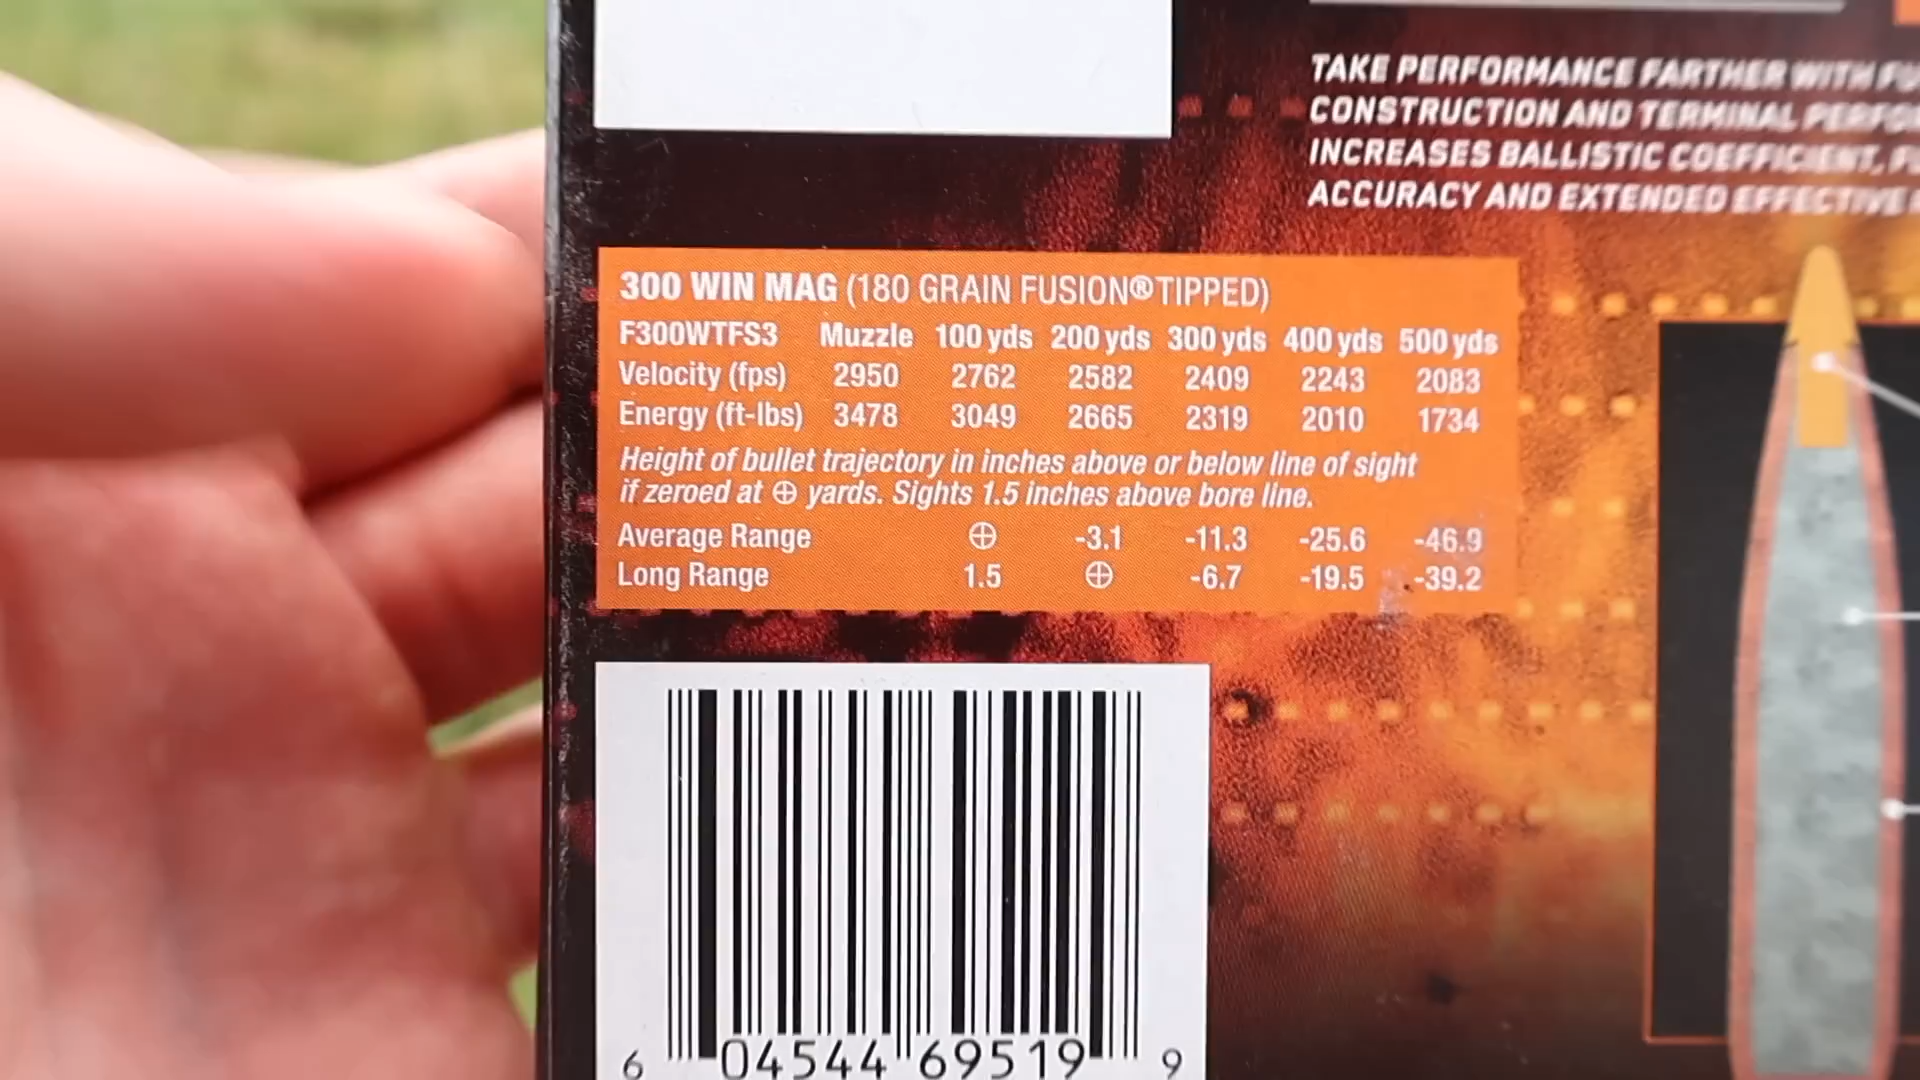 TAKE PERFORMANCE FARTHER WITH
CONSTRUCTION AND TERMINAL
INCREASES BALLISTIC COEFFICIENT,
ACCURACY AND EXTENDED EFFECTIVE
300 WIN MAG (180 GRAIN FUSION® TIPPED)
F300WTFS3 Muzzle 100 yds 200 yds 300 yds 400 yds 500 yds
Velocity (fps) 2950 2762 2582 2409 2243 2083
Energy (ft-lbs) 3478 3049 2665 2319 2010 1734
Height of bullet trajectory in inches above or below line of sight
if zeroed at ⊕ yards. Sights 1.5 inches above bore line.
Average Range ⊕ -3.1 -11.3 -25.6 -46.9
Long Range 1.5 ⊕ -6.7 -19.5 -39.2
6 04544 69519 9